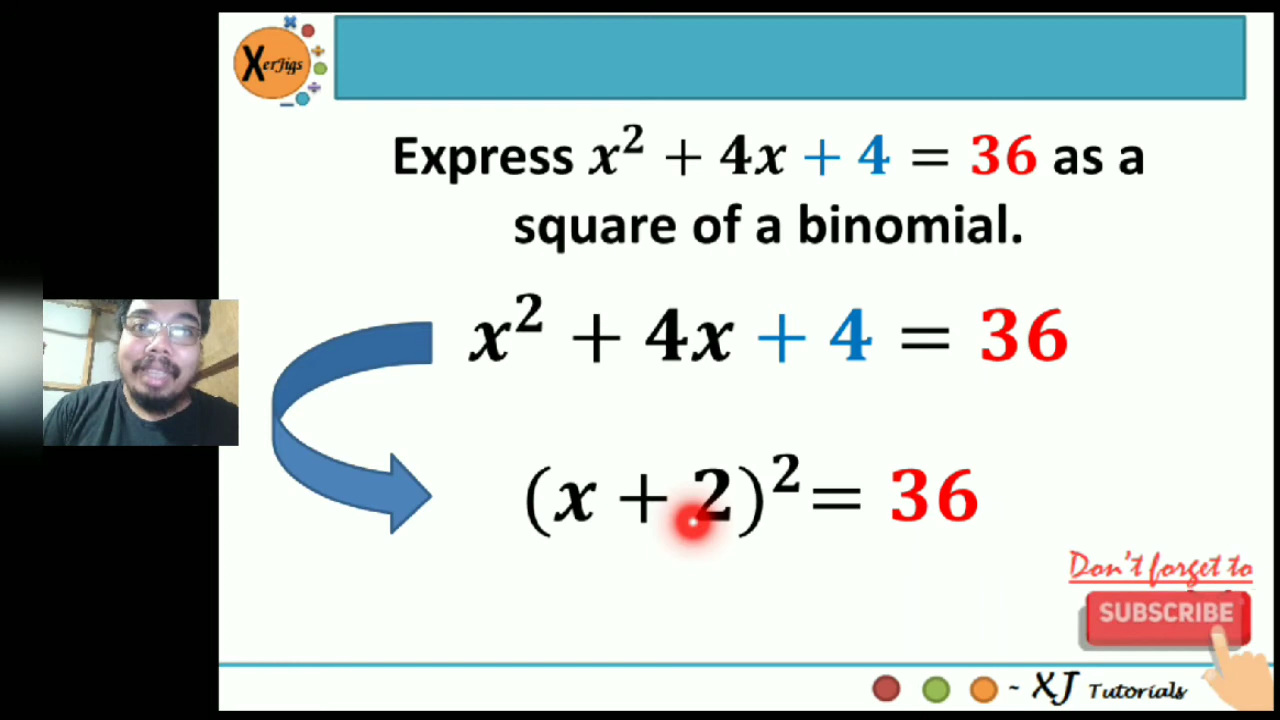 XerJigs
Express x² + 4x + 4 = 36 as a
square of a binomial.
x² + 4x + 4 = 36
(x + 2)² = 36
Don't forget to
SUBSCRIBE
~ XJ Tutorials